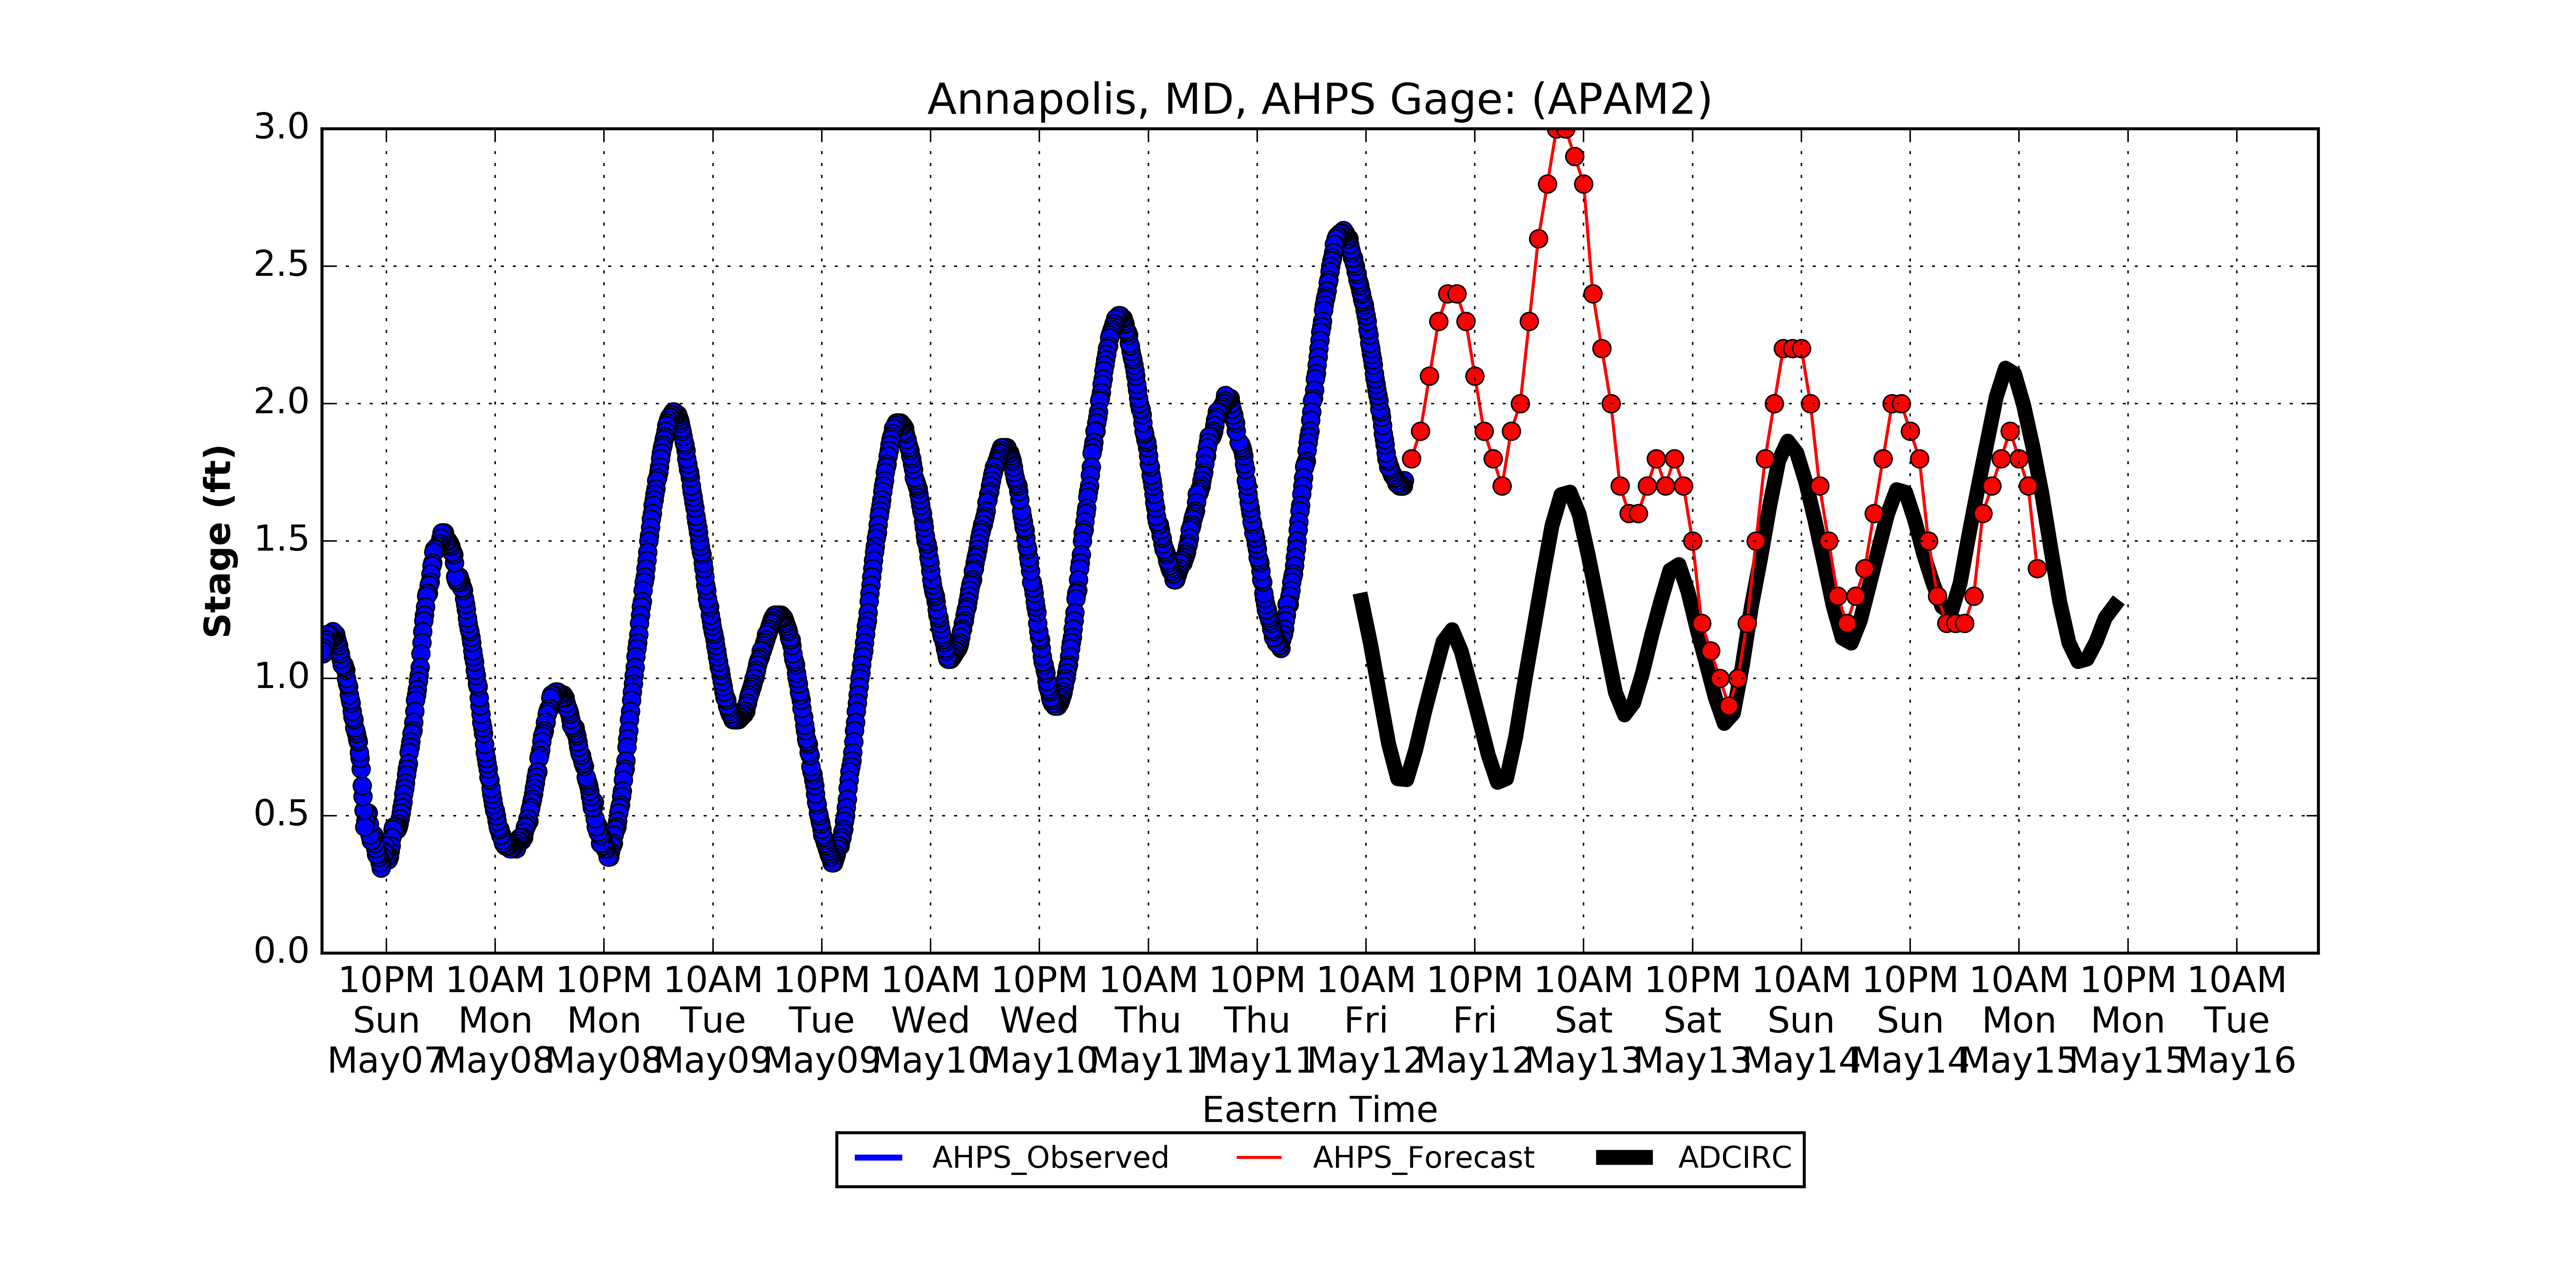 Annapolis, MD, AHPS Gage: (APAM2)
3.0
2.5
2.0
1.5
1.0
0.5
0.0
Stage (ft)
10PM 10AM 10PM 10AM 10PM 10AM 10PM 10AM 10PM 10AM 10PM 10AM 10PM 10AM 10PM 10AM 10PM 10AM
Sun Mon Mon Tue Tue Wed Wed Thu Thu Fri Fri Sat Sat Sun Sun Mon Mon Tue
May07 May08 May08 May09 May09 May10 May10 May11 May11 May12 May12 May13 May13 May14 May14 May15 May15 May16
Eastern Time
AHPS_Observed AHPS_Forecast ADCIRC